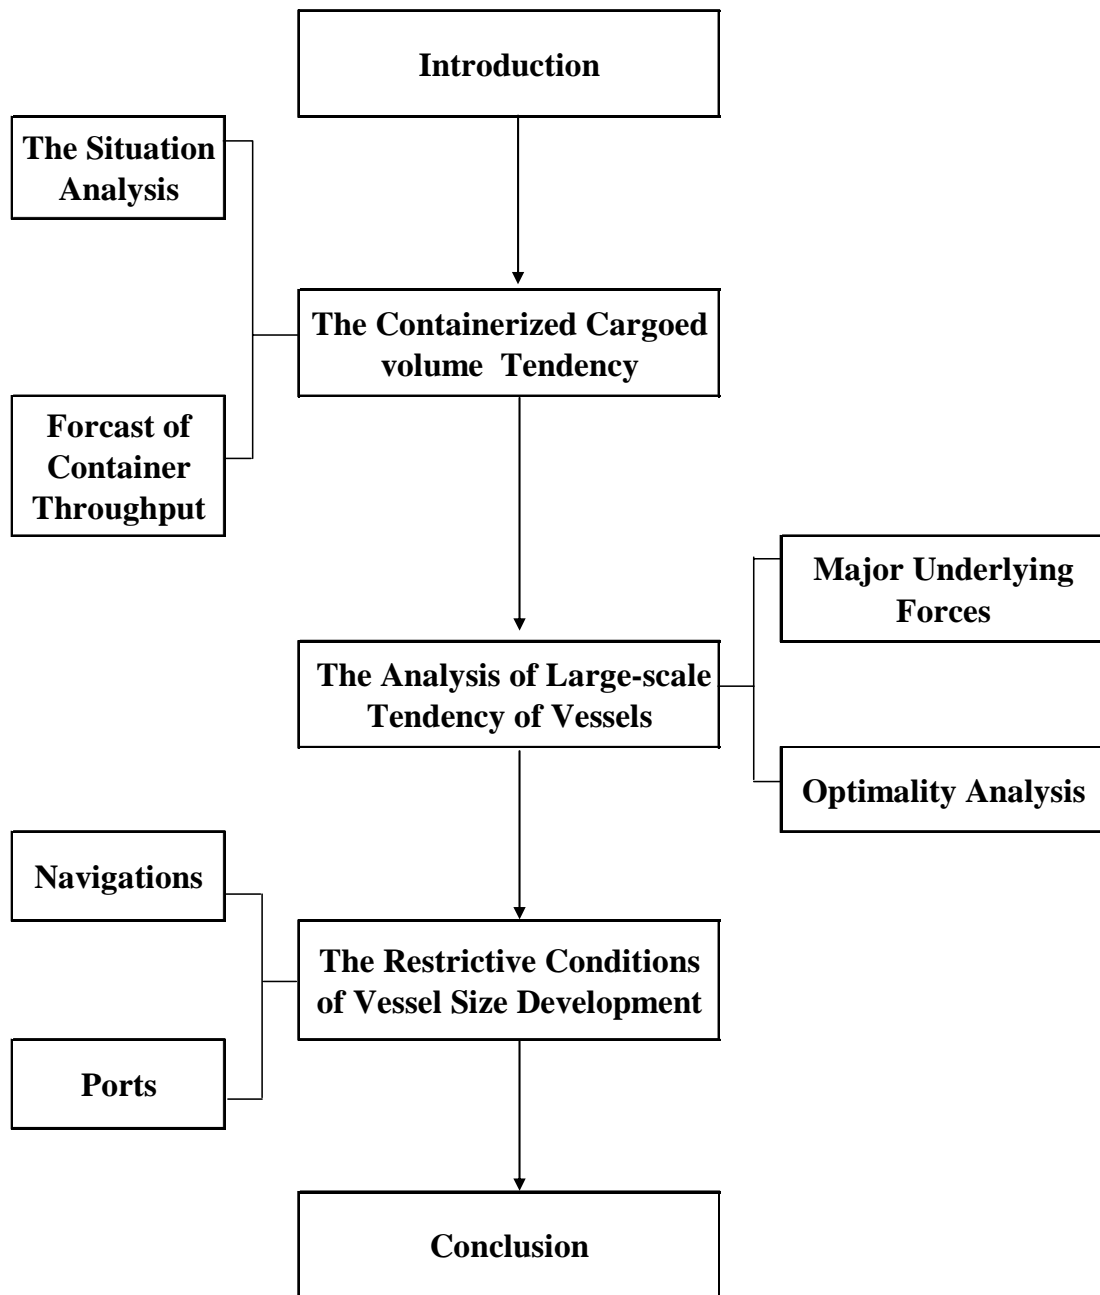 Introduction
The Situation
Analysis
The Containerized Cargoed
volume Tendency
Forcast of
Container
Throughput
Major Underlying
Forces
The Analysis of Large-scale
Tendency of Vessels
Optimality Analysis
Navigations
The Restrictive Conditions
of Vessel Size Development
Ports
Conclusion